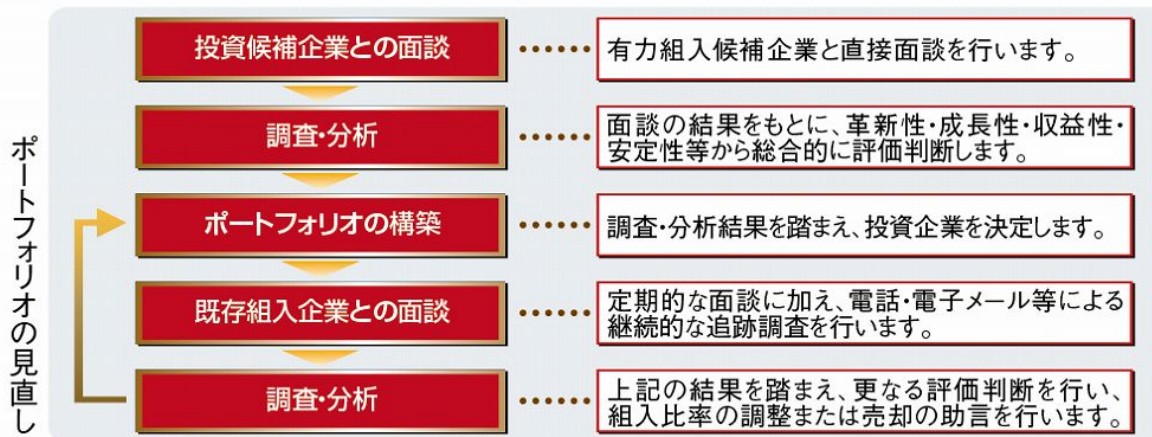 ポートフォリオの見直し
投資候補企業との面談
有力組入候補企業と直接面談を行います。
調査・分析
面談の結果をもとに、革新性・成長性・収益性・
安定性等から総合的に評価判断します。
ポートフォリオの構築
調査・分析結果を踏まえ、投資企業を決定します。
既存組入企業との面談
定期的な面談に加え、電話・電子メール等による
継続的な追跡調査を行います。
調査・分析
上記の結果を踏まえ、更なる評価判断を行い、
組入比率の調整または売却の助言を行います。